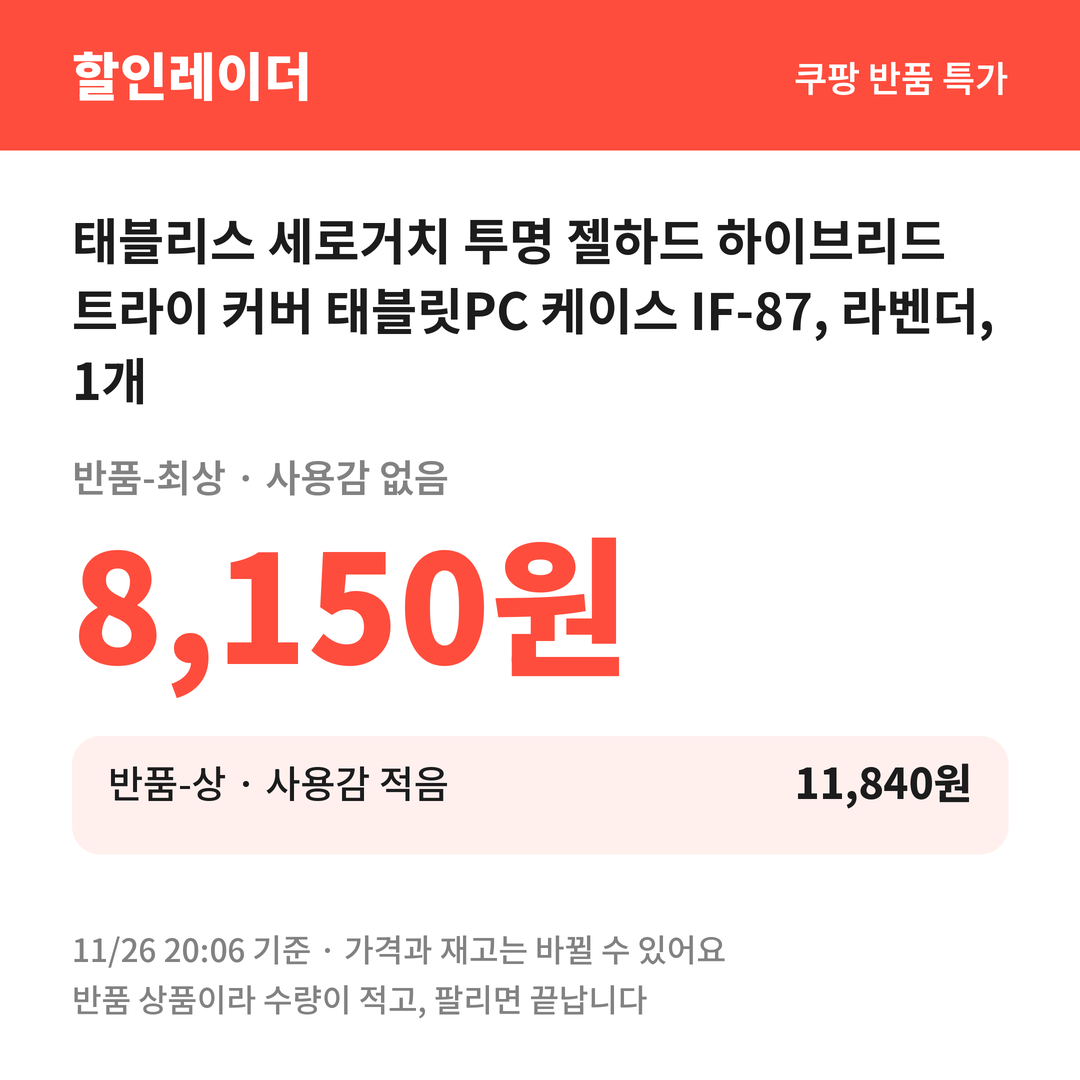 할인레이더
쿠팡 반품 특가
태블리스 세로거치 투명 젤하드 하이브리드
트라이 커버 태블릿PC 케이스 IF-87, 라벤더,
1개
반품-최상 · 사용감 없음
8,150원
반품-상 · 사용감 적음
11,840원
11/26 20:06 기준 · 가격과 재고는 바뀔 수 있어요
반품 상품이라 수량이 적고, 팔리면 끝납니다